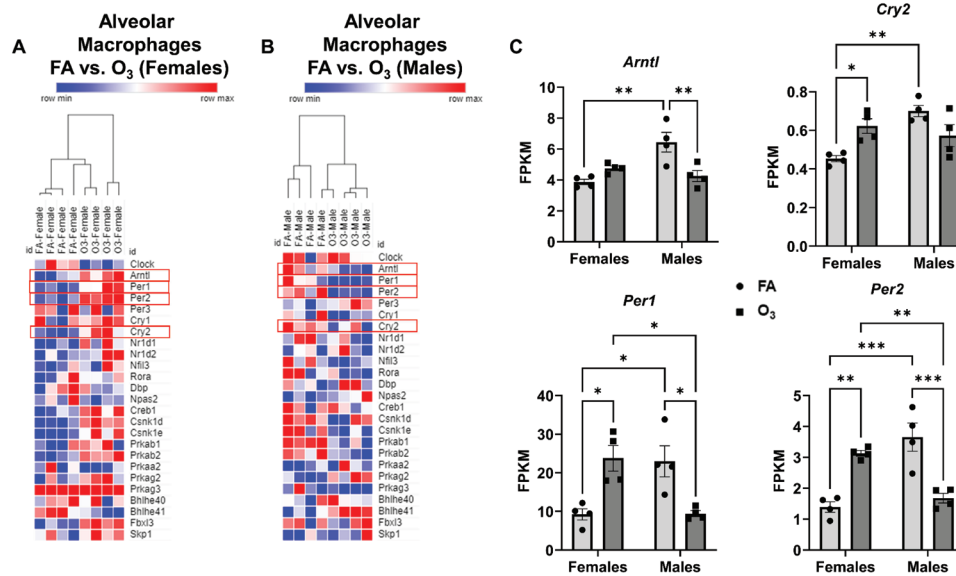 A
Alveolar
Macrophages
FA vs. O3 (Females)
row min
row max
FA-Female
FA-Female
FA-Female
FA-Female
O3-Female
O3-Female
O3-Female
O3-Female
id
id
Clock
Arntl
Per1
Per2
Per3
Cry1
Cry2
Nr1d1
Nr1d2
Nfil3
Rora
Dbp
Npas2
Creb1
Csnk1d
Csnk1e
Prkab1
Prkab2
Prkaa2
Prkag2
Prkag3
Bhlhe40
Bhlhe41
Fbxl3
Skp1
B
Alveolar
Macrophages
FA vs. O3 (Males)
row min
row max
FA-Male
FA-Male
FA-Male
FA-Male
O3-Male
O3-Male
O3-Male
O3-Male
id
id
Clock
Arntl
Per1
Per2
Per3
Cry1
Cry2
Nr1d1
Nr1d2
Nfil3
Rora
Dbp
Npas2
Creb1
Csnk1d
Csnk1e
Prkab1
Prkab2
Prkaa2
Prkag2
Prkag3
Bhlhe40
Bhlhe41
Fbxl3
Skp1
C
Arntl
FPKM
10
8
6
4
2
0
**
**
Females
Males
Cry2
FPKM
0.8
0.6
0.4
0.2
0.0
**
*
Females
Males
FA
O3
Per1
FPKM
40
30
20
10
0
*
*
*
*
Females
Males
Per2
FPKM
5
4
3
2
1
0
**
***
**
***
Females
Males